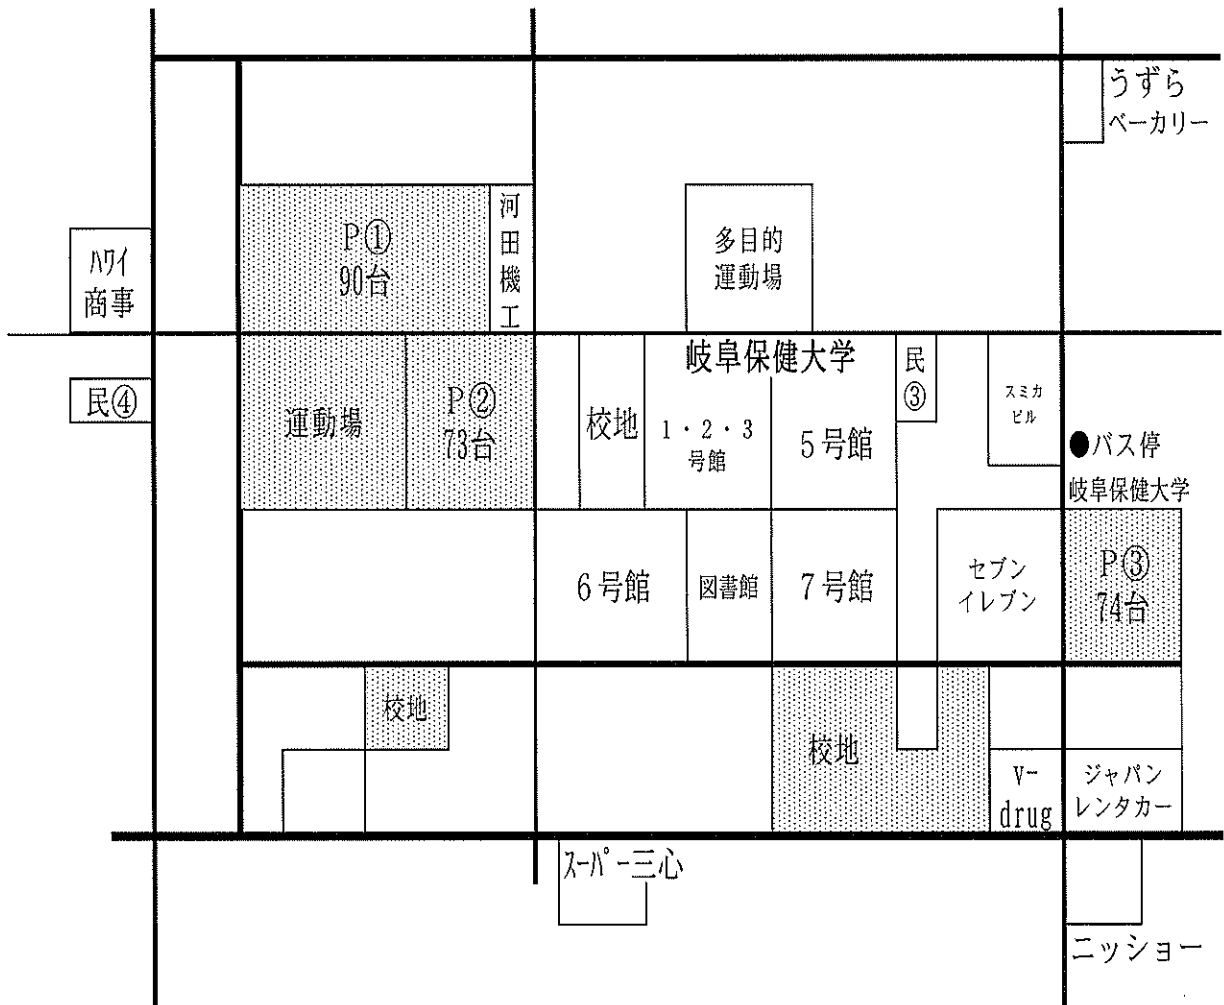 うずら
ベーカリー
P①
90台
河田機工
多目的
運動場
ﾊﾜｲ
商事
岐阜保健大学
民③
スミカ
ビル
民④
運動場
P②
73台
校地
1・2・3
号館
5号館
●バス停
岐阜保健大学
6号館
図書館
7号館
セブン
イレブン
P③
74台
校地
校地
V-
drug
ジャパン
レンタカー
ｽｰﾊﾟｰ三心
ニッショー